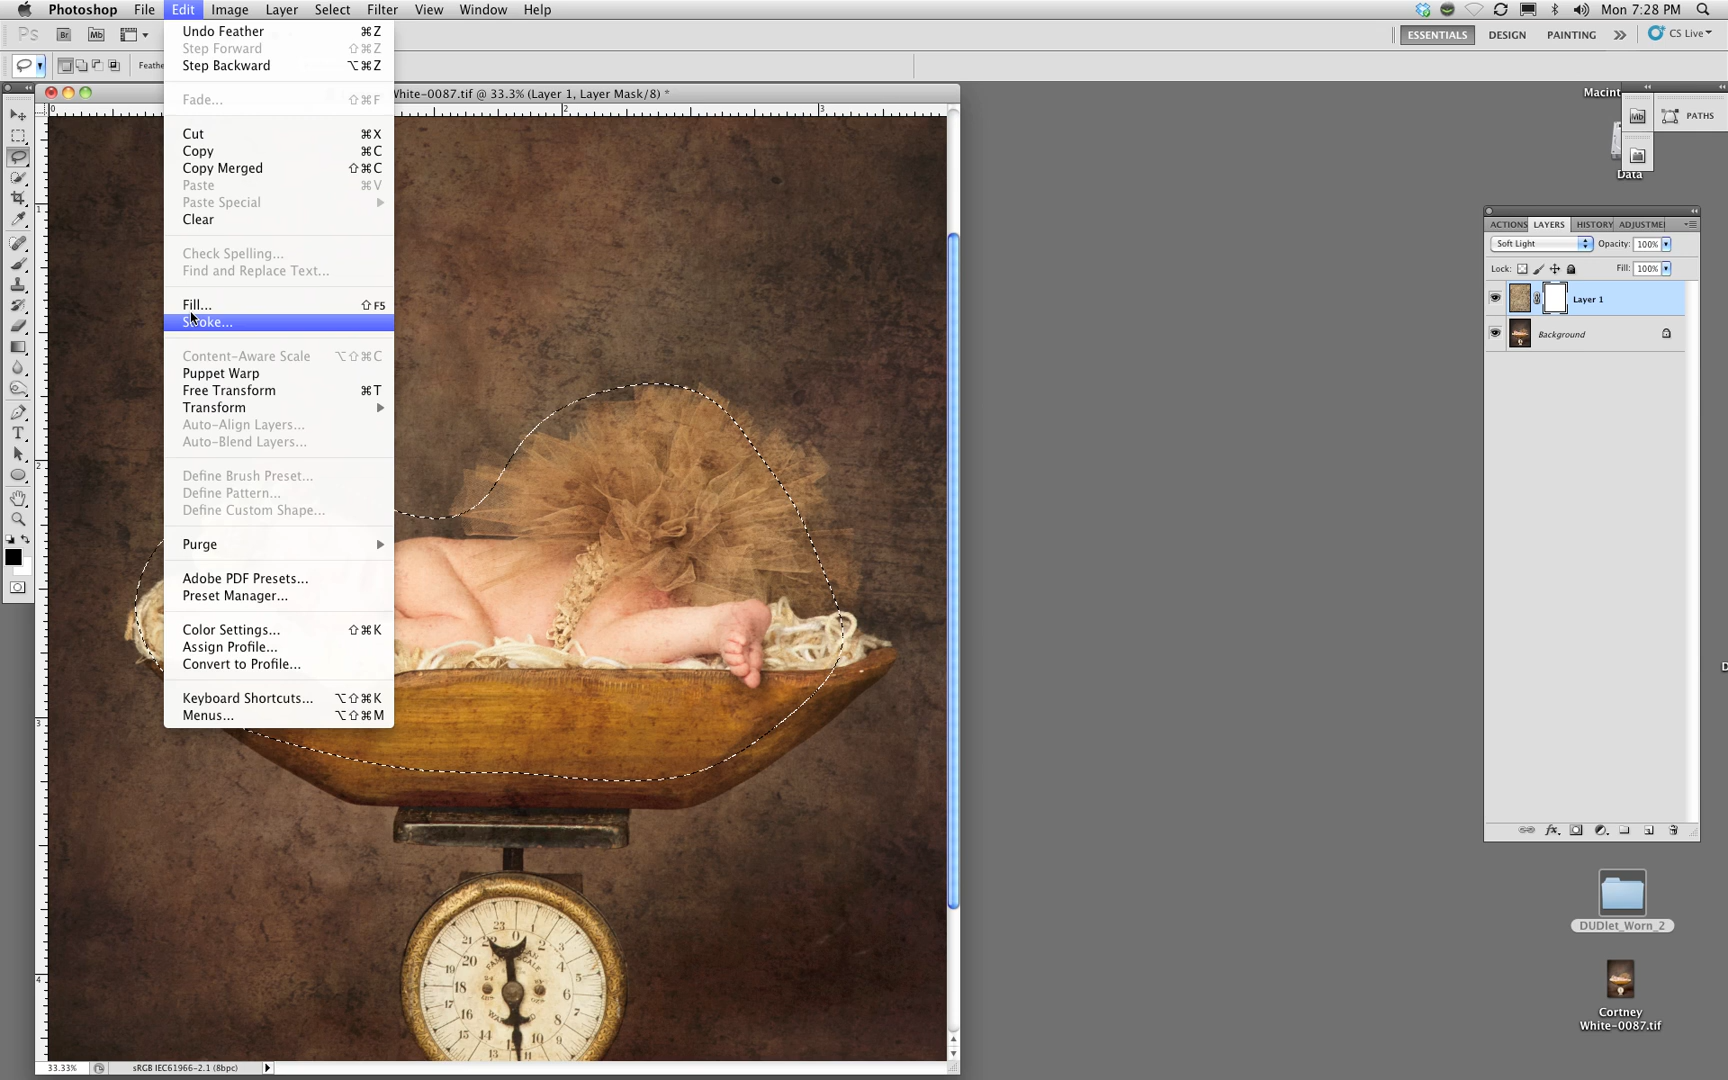 Photoshop File Edit Image Layer Select Filter View Window Help Mon 7:28 PM
Ps Br Mb ESSENTIALS DESIGN PAINTING CS Live
Feathe
White-0087.tif @ 33.3% (Layer 1, Layer Mask/8) *
Undo Feather ⌘Z
Step Forward ⇧⌘Z
Step Backward ⌥⌘Z
Fade... ⇧⌘F
Cut ⌘X
Copy ⌘C
Copy Merged ⇧⌘C
Paste ⌘V
Paste Special
Clear
Check Spelling...
Find and Replace Text...
Fill... ⇧F5
Stroke...
Content-Aware Scale ⌥⇧⌘C
Puppet Warp
Free Transform ⌘T
Transform
Auto-Align Layers...
Auto-Blend Layers...
Define Brush Preset...
Define Pattern...
Define Custom Shape...
Purge
Adobe PDF Presets...
Preset Manager...
Color Settings... ⇧⌘K
Assign Profile...
Convert to Profile...
Keyboard Shortcuts... ⌥⇧⌘K
Menus... ⌥⇧⌘M
Macint
Mb PATHS
Data
ACTIONS LAYERS HISTORY ADJUSTME
Soft Light Opacity: 100%
Lock: Fill: 100%
Layer 1
Background
DUDlet_Worn_2
Cortney
White-0087.tif
33.33% sRGB IEC61966-2.1 (8bpc)